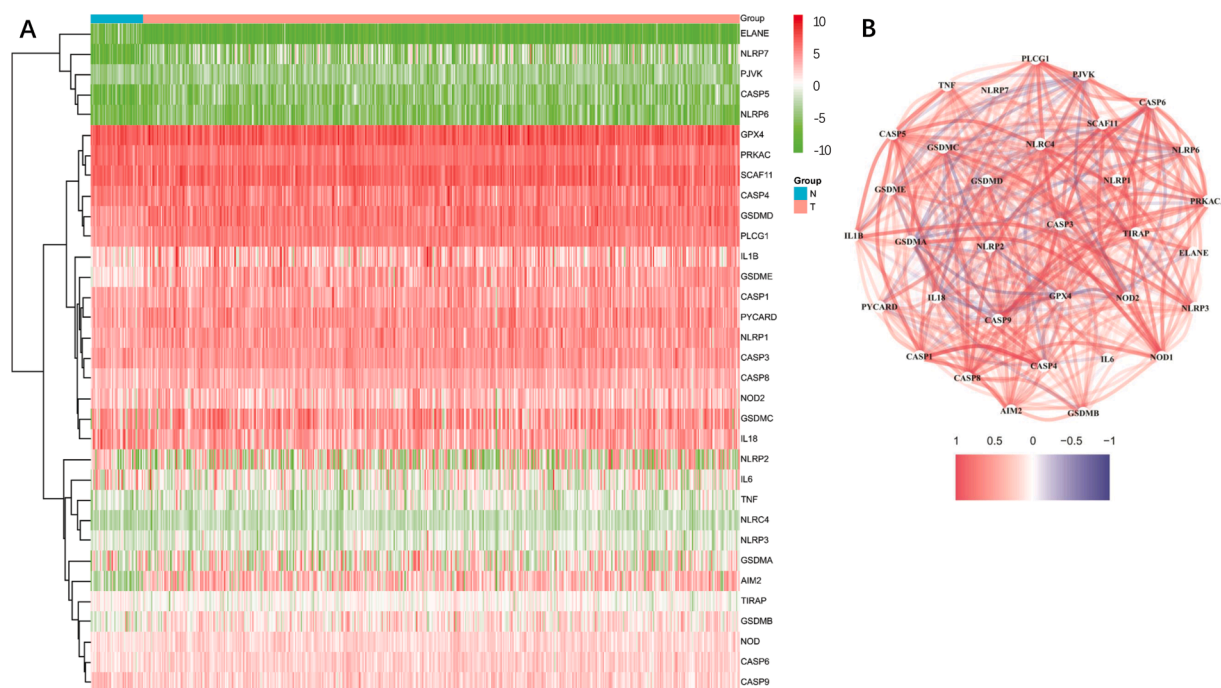 A
Group
ELANE
NLRP7
PJVK
CASP5
NLRP6
GPX4
PRKAC
SCAF11
CASP4
GSDMD
PLCG1
IL1B
GSDME
CASP1
PYCARD
NLRP1
CASP3
CASP8
NOD2
GSDMC
IL18
NLRP2
IL6
TNF
NLRC4
NLRP3
GSDMA
AIM2
TIRAP
GSDMB
NOD
CASP6
CASP9
10
5
0
-5
-10
Group
N
T
B
PLCG1
PJVK
TNF
NLRP7
CASP6
SCAF11
CASP5
NLRC4
GSDMC
NLRP6
GSDMD
NLRP1
GSDME
PRKAC
CASP3
IL1B
GSDMA
NLRP2
TIRAP
ELANE
IL18
GPX4
NOD2
PYCARD
NLRP3
CASP9
CASP1
CASP4
IL6
NOD1
CASP8
AIM2
GSDMB
1 0.5 0 -0.5 -1